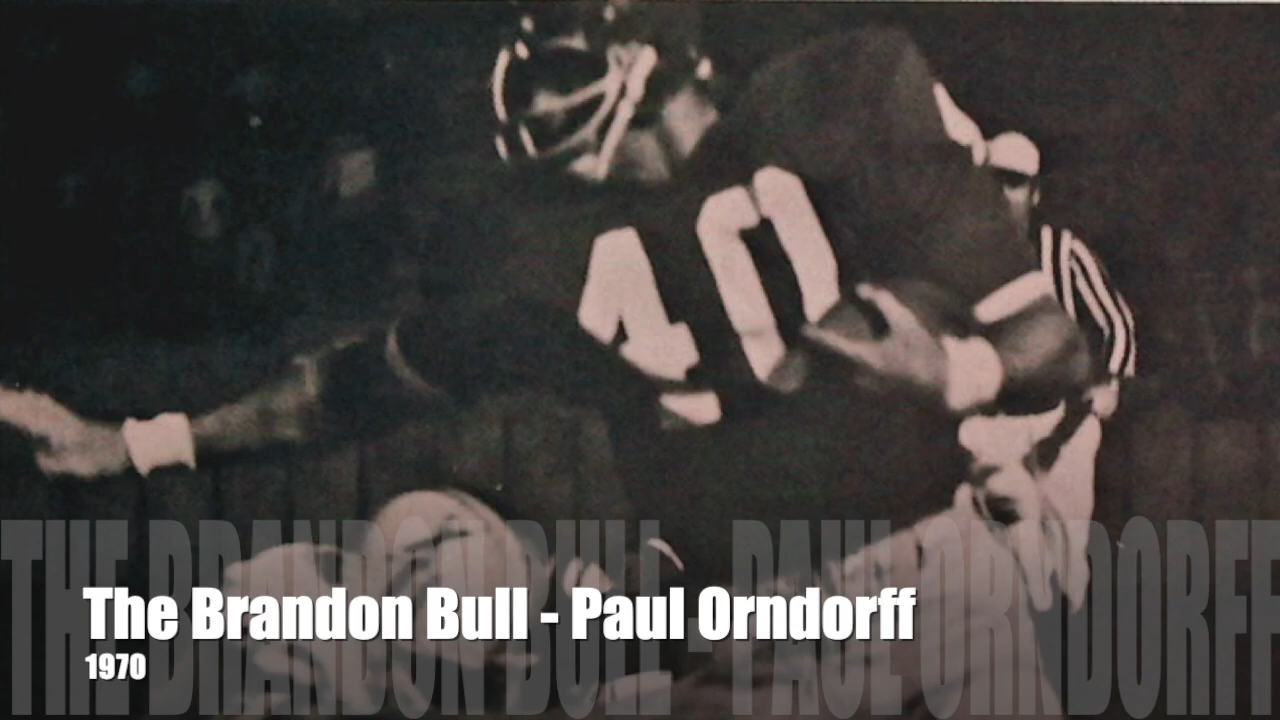 40
THE BRANDON BULL - PAUL ORNDORFF
The Brandon Bull - Paul Orndorff
1970